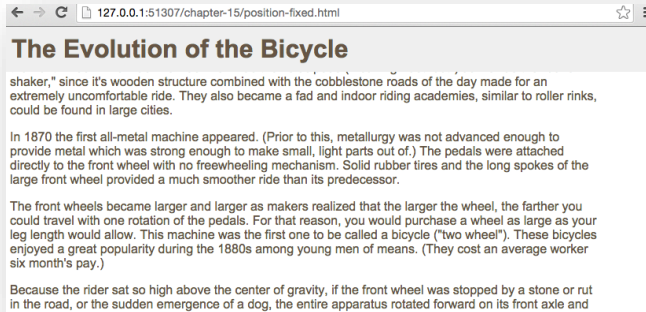 127.0.0.1:51307/chapter-15/position-fixed.html
The Evolution of the Bicycle
shaker," since it's wooden structure combined with the cobblestone roads of the day made for an
extremely uncomfortable ride. They also became a fad and indoor riding academies, similar to roller rinks,
could be found in large cities.
In 1870 the first all-metal machine appeared. (Prior to this, metallurgy was not advanced enough to
provide metal which was strong enough to make small, light parts out of.) The pedals were attached
directly to the front wheel with no freewheeling mechanism. Solid rubber tires and the long spokes of the
large front wheel provided a much smoother ride than its predecessor.
The front wheels became larger and larger as makers realized that the larger the wheel, the farther you
could travel with one rotation of the pedals. For that reason, you would purchase a wheel as large as your
leg length would allow. This machine was the first one to be called a bicycle ("two wheel"). These bicycles
enjoyed a great popularity during the 1880s among young men of means. (They cost an average worker
six month's pay.)
Because the rider sat so high above the center of gravity, if the front wheel was stopped by a stone or rut
in the road, or the sudden emergence of a dog, the entire apparatus rotated forward on its front axle and